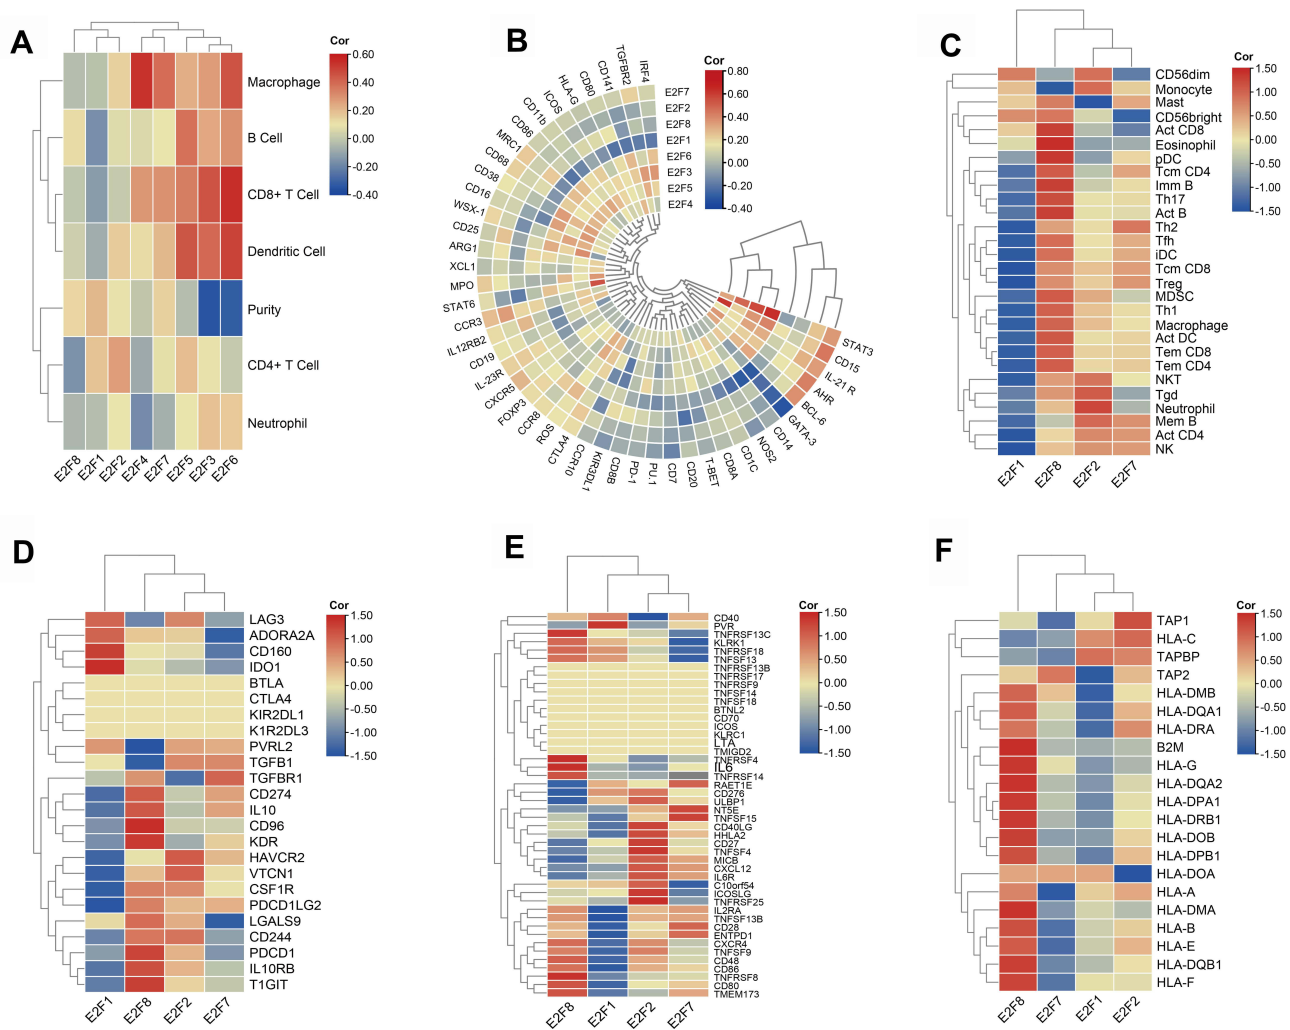 A
Cor
0.60
0.40
0.20
0.00
-0.20
-0.40
Macrophage
B Cell
CD8+ T Cell
Dendritic Cell
Purity
CD4+ T Cell
Neutrophil
E2F8
E2F1
E2F2
E2F4
E2F7
E2F5
E2F3
E2F6
B
IRF4
TGFBR2
CD141
CD80
HLA-G
ICOS
CD11b
CD86
MRC1
CD68
CD38
CD16
WSX-1
CD25
ARG1
XCL1
MPO
STAT6
CCR3
IL12RB2
CD19
IL-23R
CXCR5
FOXP3
CCR8
ROS
CTLA4
CCR10
KIR3DL1
CD8B
PD-1
PU.1
CD7
CD20
T-BET
CD8A
CD1C
NOS2
CD14
GATA-3
BCL-6
AHR
IL-21 R
CD15
STAT3
E2F7
E2F2
E2F8
E2F1
E2F6
E2F3
E2F5
E2F4
Cor
0.80
0.60
0.40
0.20
0.00
-0.20
-0.40
C
Cor
1.50
1.00
0.50
0.00
-0.50
-1.00
-1.50
CD56dim
Monocyte
Mast
CD56bright
Act CD8
Eosinophil
pDC
Tcm CD4
Imm B
Th17
Act B
Th2
Tfh
iDC
Tcm CD8
Treg
MDSC
Th1
Macrophage
Act DC
Tem CD8
Tem CD4
NKT
Tgd
Neutrophil
Mem B
Act CD4
NK
E2F1
E2F8
E2F2
E2F7
D
Cor
1.50
1.00
0.50
0.00
-0.50
-1.00
-1.50
LAG3
ADORA2A
CD160
IDO1
BTLA
CTLA4
KIR2DL1
K1R2DL3
PVRL2
TGFB1
TGFBR1
CD274
IL10
CD96
KDR
HAVCR2
VTCN1
CSF1R
PDCD1LG2
LGALS9
CD244
PDCD1
IL10RB
T1GIT
E2F1
E2F8
E2F2
E2F7
E
Cor
1.50
1.00
0.50
0.00
-0.50
-1.00
-1.50
CD40
PVR
TNFRSF13C
KLRK1
TNFRSF18
TNFSF13
TNFRSF13B
TNFRSF17
TNFRSF9
TNFSF14
TNFSF18
BTNL2
CD70
ICOS
KLRC1
LTA
TMIGD2
TNFRSF4
IL6
TNFRSF14
RAET1E
CD276
ULBP1
NT5E
TNFSF15
CD40LG
HHLA2
CD27
TNFSF4
MICB
CXCL12
IL6R
C10orf54
ICOSLG
TNFRSF25
IL2RA
TNFSF13B
CD28
ENTPD1
CXCR4
TNFSF9
CD48
CD86
TNFRSF8
CD80
TMEM173
E2F8
E2F1
E2F2
E2F7
F
Cor
1.50
1.00
0.50
0.00
-0.50
-1.00
-1.50
TAP1
HLA-C
TAPBP
TAP2
HLA-DMB
HLA-DQA1
HLA-DRA
B2M
HLA-G
HLA-DQA2
HLA-DPA1
HLA-DRB1
HLA-DOB
HLA-DPB1
HLA-DOA
HLA-A
HLA-DMA
HLA-B
HLA-E
HLA-DQB1
HLA-F
E2F8
E2F7
E2F1
E2F2